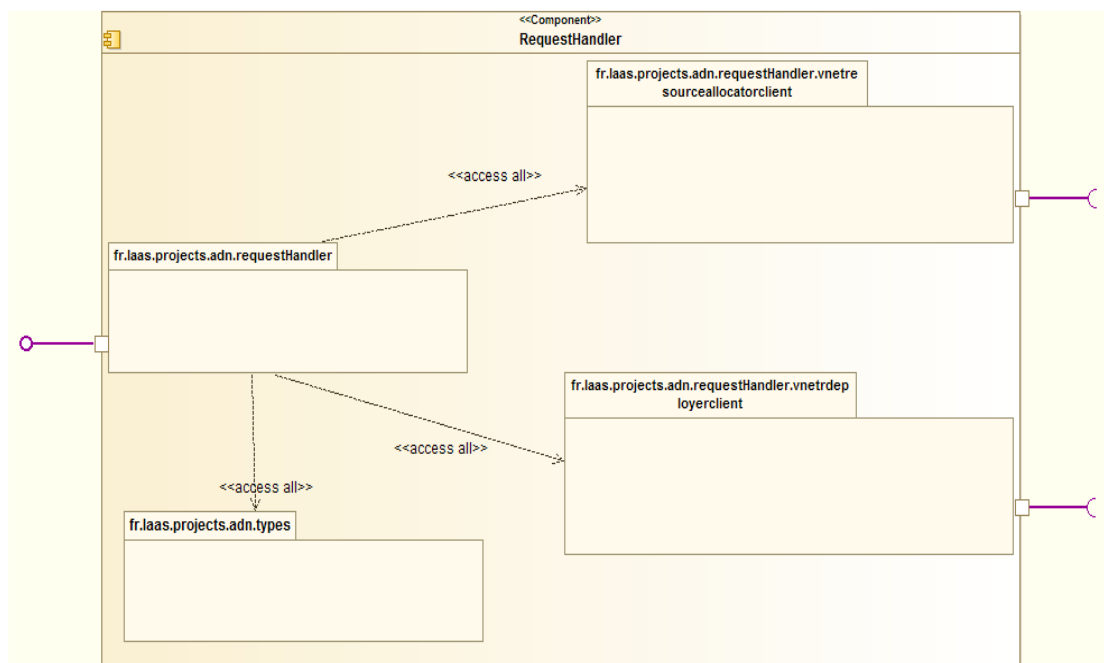 <<Component>>
RequestHandler
fr.laas.projects.adn.requestHandler.vnetre
sourceallocatorclient
<<access all>>
fr.laas.projects.adn.requestHandler
fr.laas.projects.adn.requestHandler.vnetrdep
loyerclient
<<access all>>
<<access all>>
fr.laas.projects.adn.types